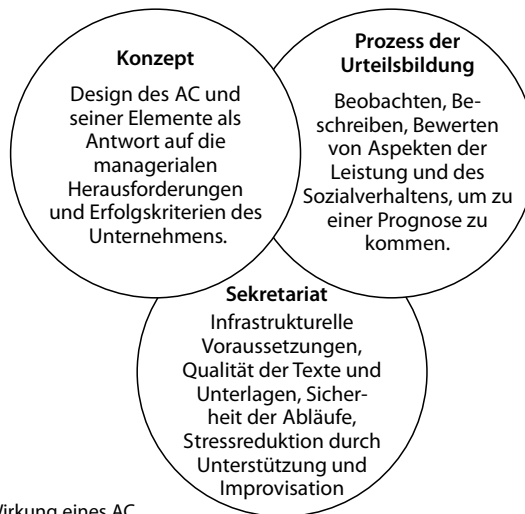 Konzept
Design des AC und
seiner Elemente als
Antwort auf die
managerialen
Herausforderungen
und Erfolgskriterien des
Unternehmens.
Prozess der
Urteilsbildung
Beobachten, Be-
schreiben, Bewerten
von Aspekten der
Leistung und des
Sozialverhaltens, um zu
einer Prognose zu
kommen.
Sekretariat
Infrastrukturelle
Voraussetzungen,
Qualität der Texte und
Unterlagen, Sicher-
heit der Abläufe,
Stressreduktion durch
Unterstützung und
Improvisation
eines AC